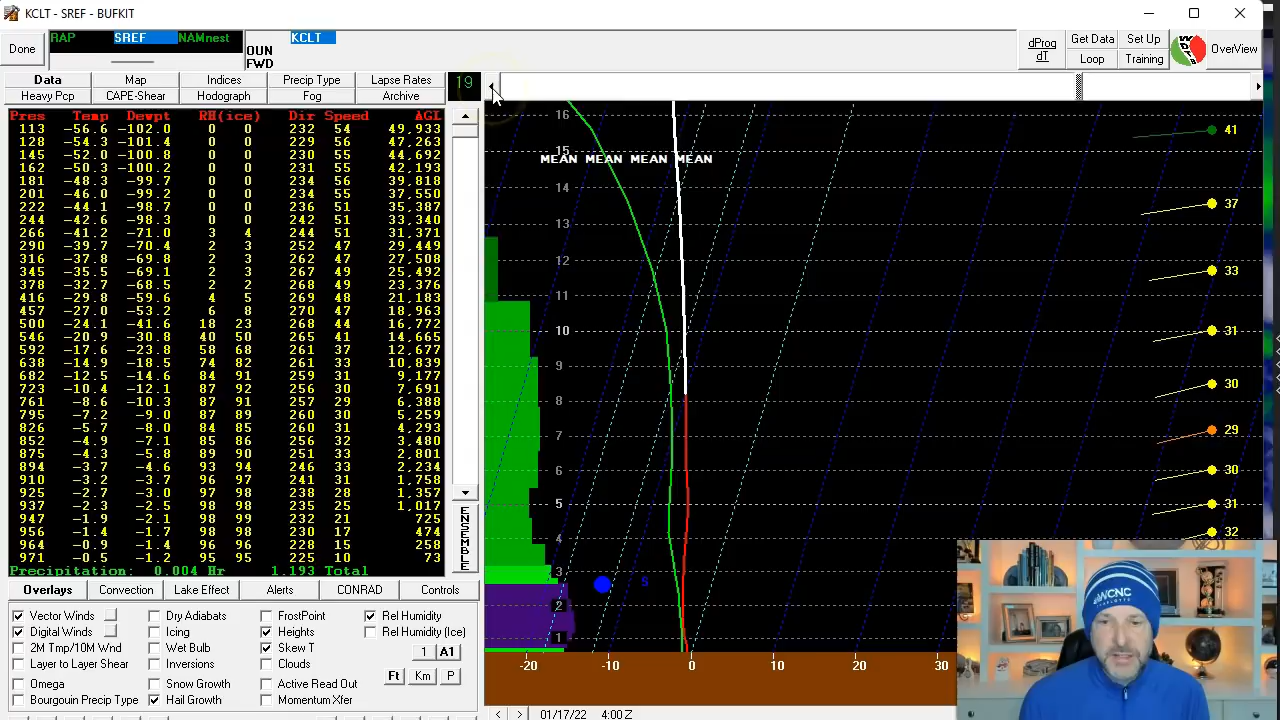 KCLT - SREF - BUFKIT
Done
RAP SREF NAMnest
OUN
FWD
KCLT
dProg
dT
Get Data Set Up
Loop Training
OverView
Data Map Indices Precip Type Lapse Rates
Heavy Pcp CAPE-Shear Hodograph Fog Archive
19
Pres Temp Dewpt RH(ice) Dir Speed AGL
113 -56.6 -102.0 0 0 232 54 49,933
128 -54.3 -101.4 0 0 229 56 47,263
145 -52.0 -100.8 0 0 230 55 44,692
162 -50.3 -100.2 0 0 231 55 42,193
181 -48.3 -99.7 0 0 234 56 39,818
201 -46.0 -99.2 0 0 234 55 37,550
222 -44.1 -98.7 0 0 236 51 35,387
244 -42.6 -98.3 0 0 242 51 33,340
266 -41.2 -71.0 3 4 244 51 31,371
290 -39.7 -70.4 2 3 252 47 29,449
316 -37.8 -69.8 2 3 262 47 27,508
345 -35.5 -69.1 2 3 267 49 25,492
378 -32.7 -68.5 2 2 268 49 23,376
416 -29.8 -59.6 4 5 269 48 21,183
457 -27.0 -53.2 6 8 270 47 18,963
500 -24.1 -41.6 18 23 268 44 16,772
546 -20.9 -30.8 40 50 265 41 14,665
592 -17.6 -23.8 58 68 261 37 12,677
638 -14.9 -18.5 74 82 261 33 10,839
682 -12.5 -14.6 84 91 259 31 9,177
723 -10.4 -12.1 87 92 256 30 7,691
761 -8.6 -10.3 87 91 257 29 6,388
795 -7.2 -9.0 87 89 260 30 5,259
826 -5.7 -8.0 84 85 260 31 4,293
852 -4.9 -7.1 85 86 256 32 3,480
875 -4.3 -5.8 89 90 251 33 2,801
894 -3.7 -4.6 93 94 246 33 2,234
910 -3.2 -3.7 96 97 241 31 1,758
925 -2.7 -3.0 97 98 238 28 1,357
937 -2.3 -2.5 98 98 235 25 1,017
947 -1.9 -2.1 98 99 232 21 725
956 -1.4 -1.7 98 98 230 17 474
964 -0.9 -1.4 96 96 228 15 258
971 -0.5 -1.2 95 95 225 10 73
Precipitation: 0.004 Hr 1.193 Total
ENSEMBLE
Overlays Convection Lake Effect Alerts CONRAD Controls
Vector Winds Dry Adiabats FrostPoint Rel Humidity
Digital Winds Icing Heights Rel Humidity (Ice)
2M Tmp/10M Wnd Wet Bulb Skew T 1 A1
Layer to Layer Shear Inversions Clouds
Omega Snow Growth Active Read Out Ft Km P
Bourgouin Precip Type Hail Growth Momentum Xfer
16
15
MEAN MEAN MEAN MEAN
14
13
12
11
10
9
8
7
6
5
4
3
2
1
S
41
37
33
31
30
29
30
31
32
-20 -10 0 10 20 30
01/17/22 4:00Z
WCNC
CHARLOTTE